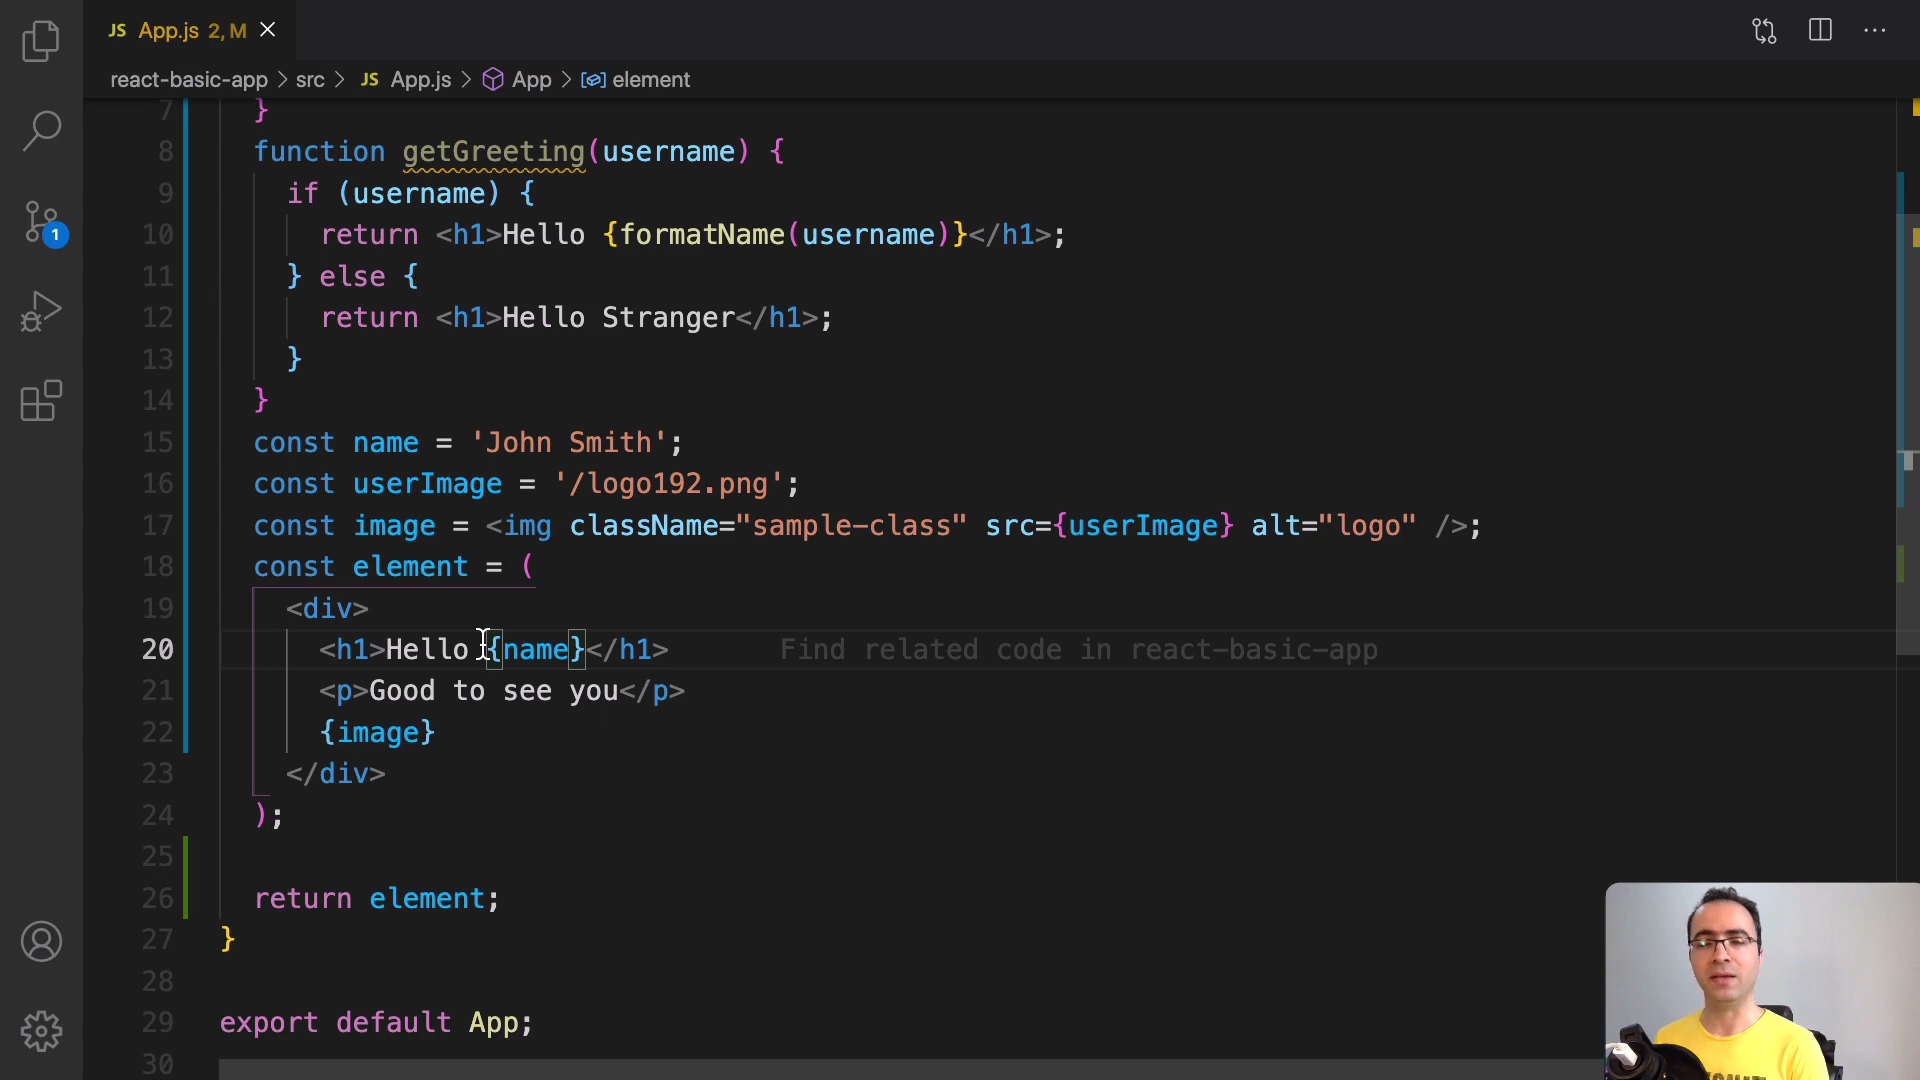 JS App.js 2, M
react-basic-app > src > JS App.js > App > element
7 }
8 function getGreeting(username) {
9 if (username) {
10 return <h1>Hello {formatName(username)}</h1>;
11 } else {
12 return <h1>Hello Stranger</h1>;
13 }
14 }
15 const name = 'John Smith';
16 const userImage = '/logo192.png';
17 const image = <img className="sample-class" src={userImage} alt="logo" />;
18 const element = (
19 <div>
20 <h1>Hello {name}</h1> Find related code in react-basic-app
21 <p>Good to see you</p>
22 {image}
23 </div>
24 );
25
26 return element;
27 }
28
29 export default App;
30
1